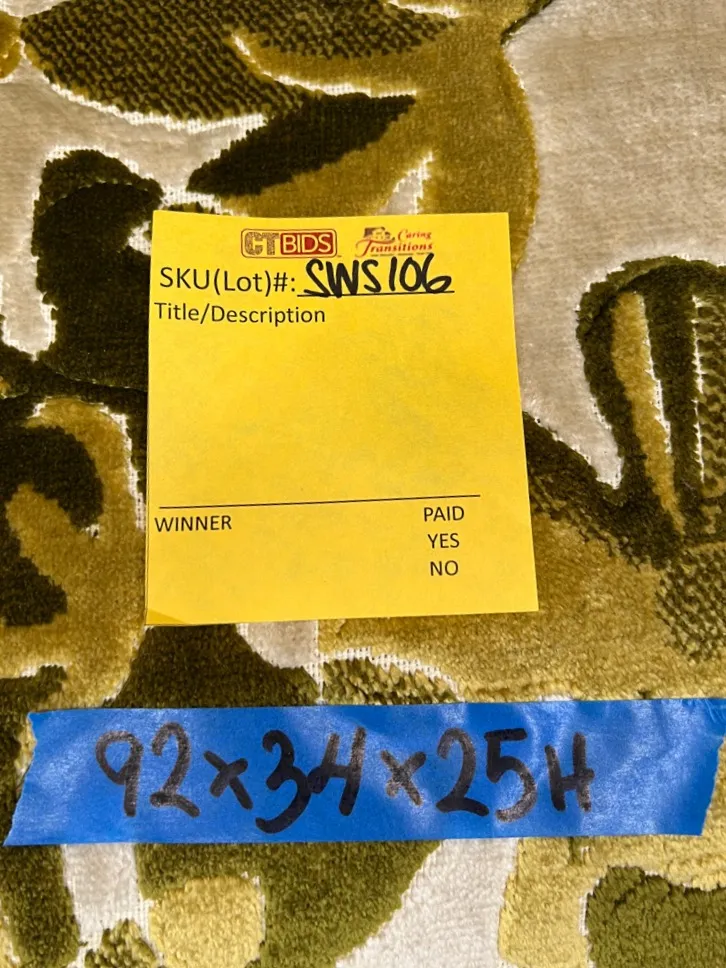 CTBIDS Caring Transitions
SKU(Lot)#: SWS106
Title/Description
WINNER PAID
YES
NO
92x34x25H